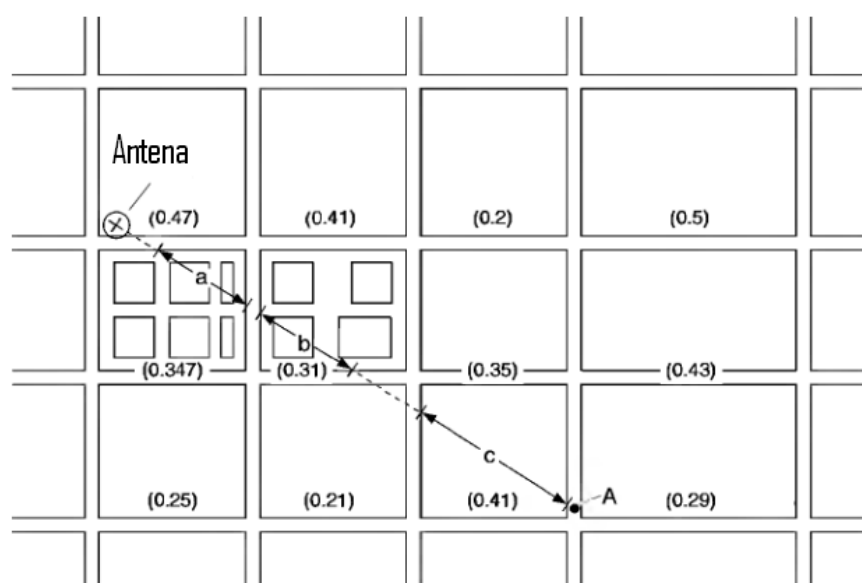 Antena
(0.47) (0.41) (0.2) (0.5)
a
b
(0.347) (0.31) (0.35) (0.43)
c
(0.25) (0.21) (0.41) A (0.29)